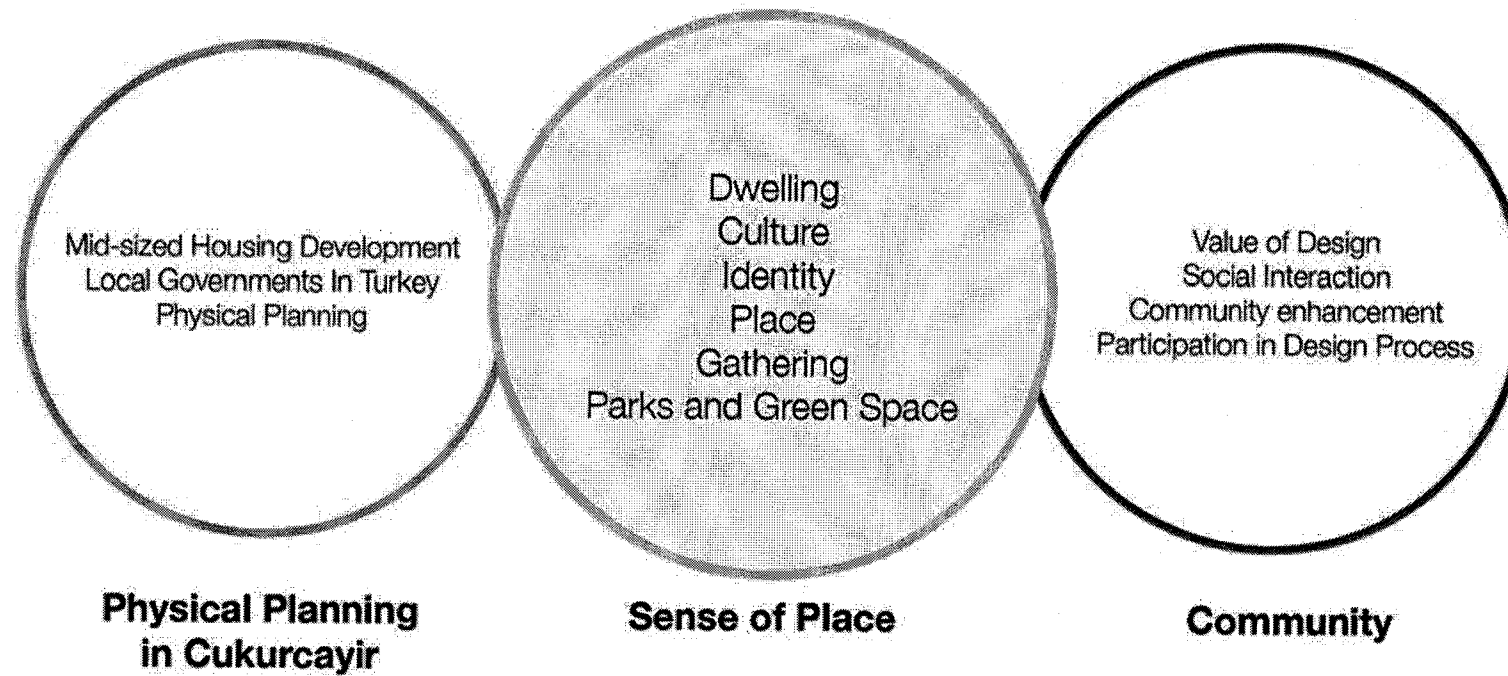 Mid-sized Housing Development
Local Governments In Turkey
Physical Planning
Dwelling
Culture
Identity
Place
Gathering
Parks and Green Space
Value of Design
Social Interaction
Community enhancement
Participation in Design Process
Physical Planning
in Cukurcayir
Sense of Place
Community